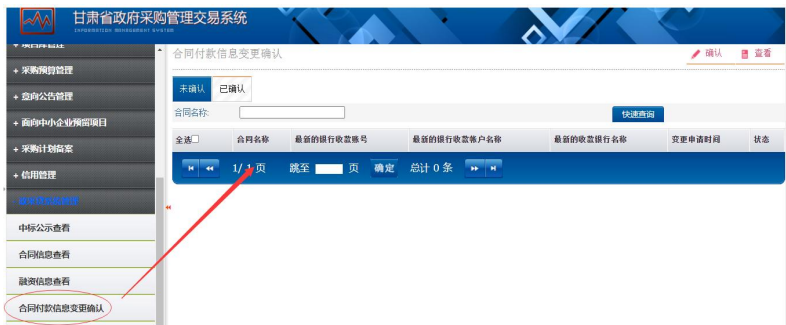 甘肃省政府采购管理交易系统
INFORMATION MANAGEMENT SYSTEM
+ 采购预算管理
+ 意向公告管理
+ 面向中小企业预留项目
+ 采购计划备案
+ 信用管理
中标公示查看
合同信息查看
融资信息查看
合同付款信息变更确认
合同付款信息变更确认 确认 查看
未确认 已确认
合同名称: 快速查询
全选 合同名称 最新的银行收款账号 最新的银行收款帐户名称 最新的收款银行名称 变更申请时间 状态
1/ 1 页 跳至 页 确定 总计 0 条